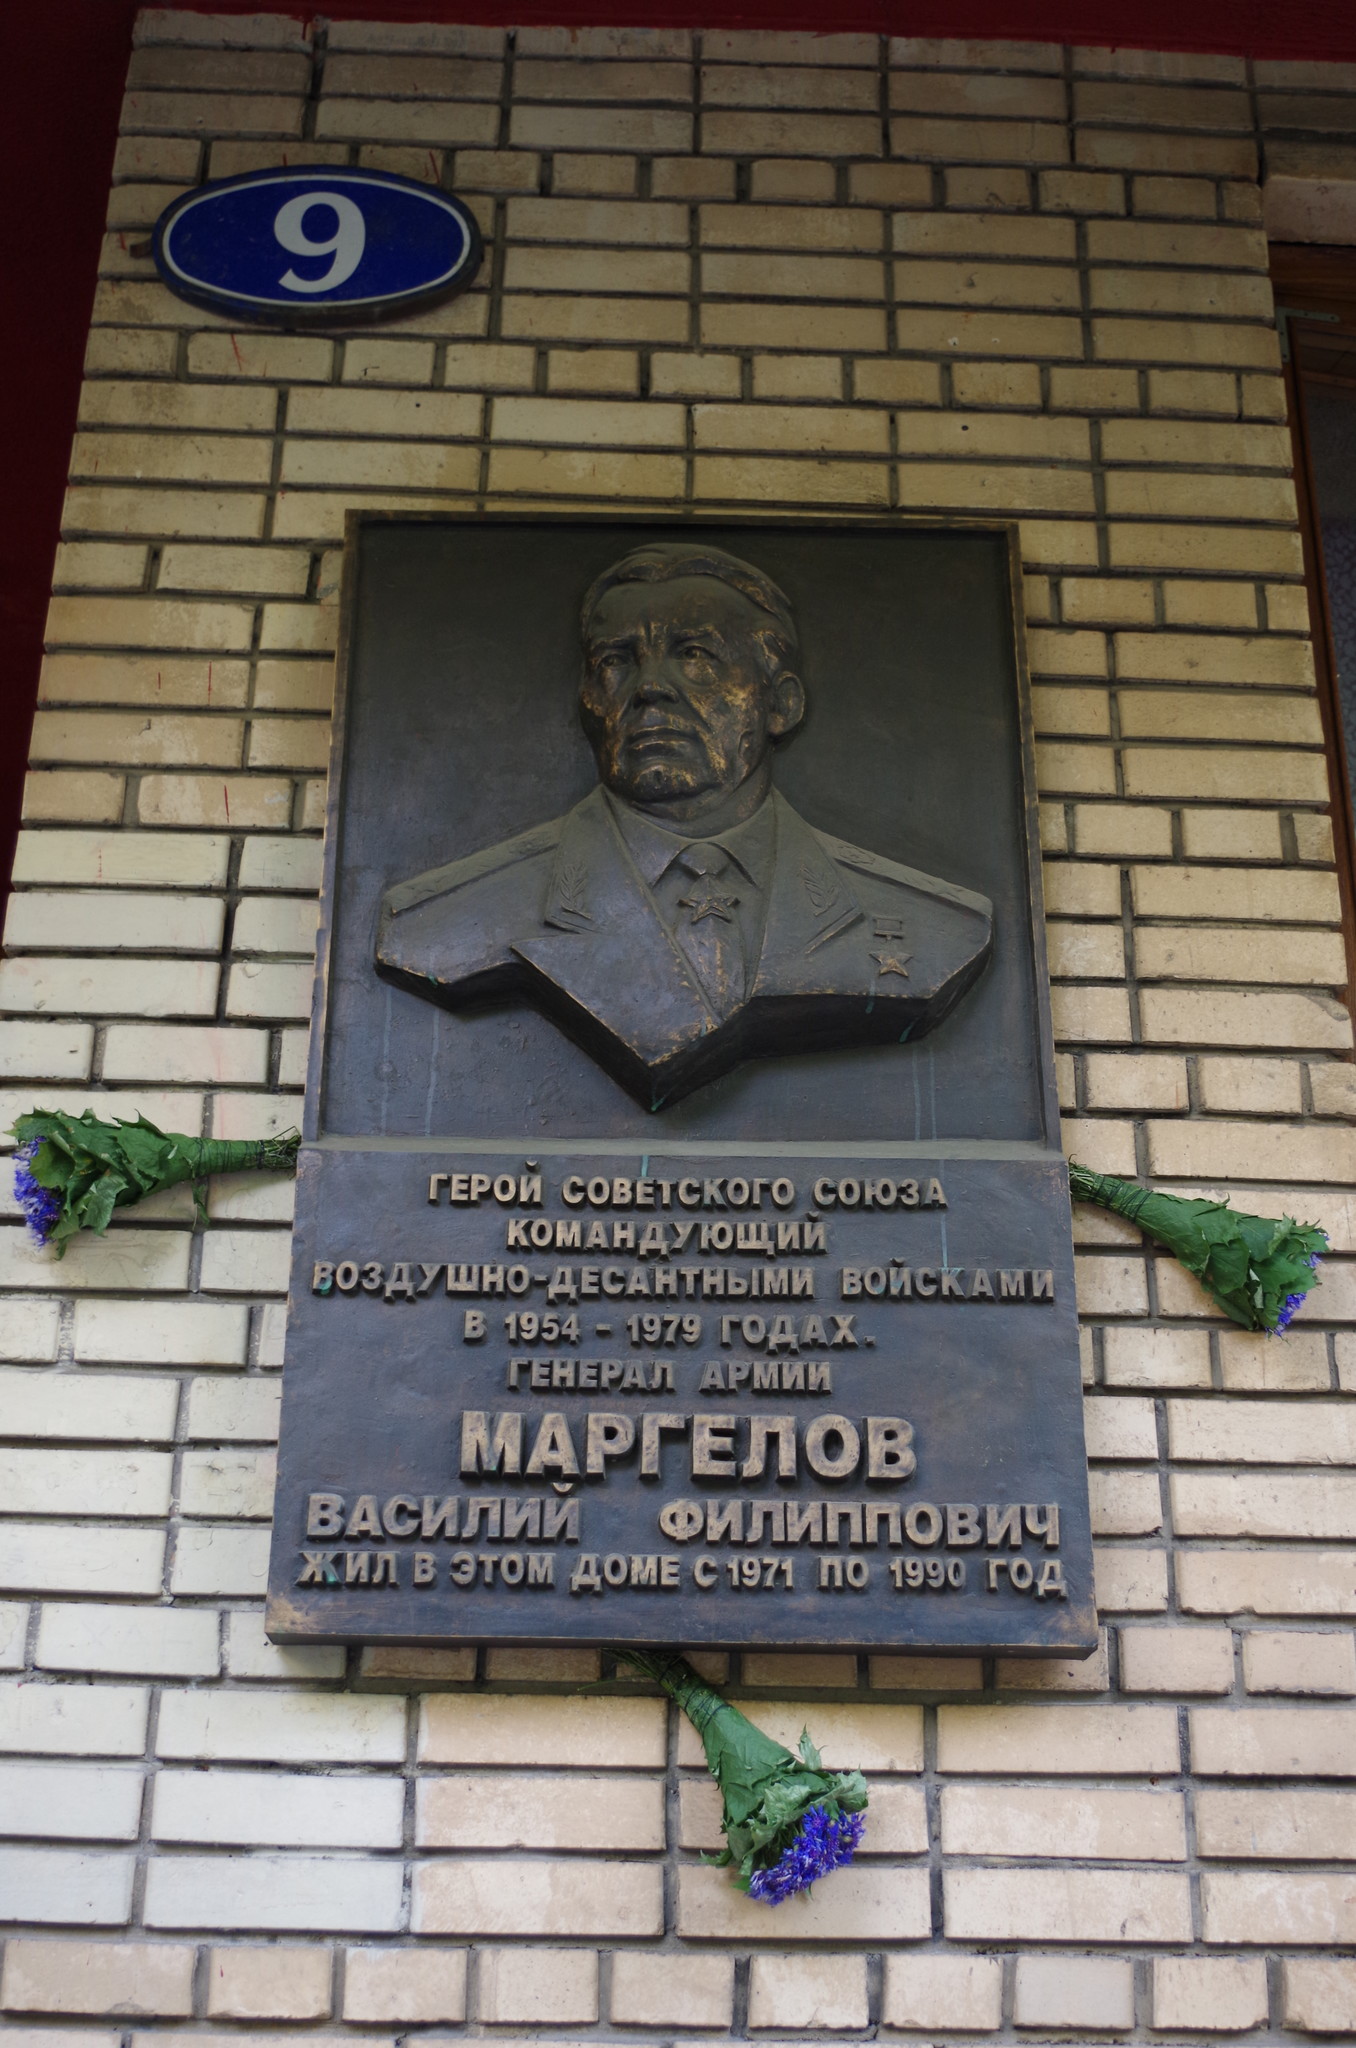 9
ГЕРОЙ СОВЕТСКОГО СОЮЗА
КОМАНДУЮЩИЙ
ВОЗДУШНО-ДЕСАНТНЫМИ ВОЙСКАМИ
В 1954 - 1979 ГОДАХ.
ГЕНЕРАЛ АРМИИ
МАРГЕЛОВ
ВАСИЛИЙ ФИЛИППОВИЧ
ЖИЛ В ЭТОМ ДОМЕ С 1971 ПО 1990 ГОД